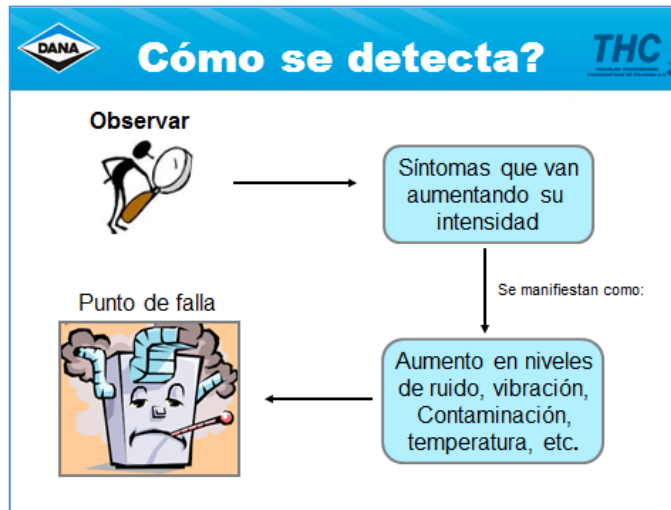 DANA
Cómo se detecta?
THC
Observar
Síntomas que van
aumentando su
intensidad
Se manifiestan como:
Punto de falla
Aumento en niveles
de ruido, vibración,
Contaminación,
temperatura, etc.